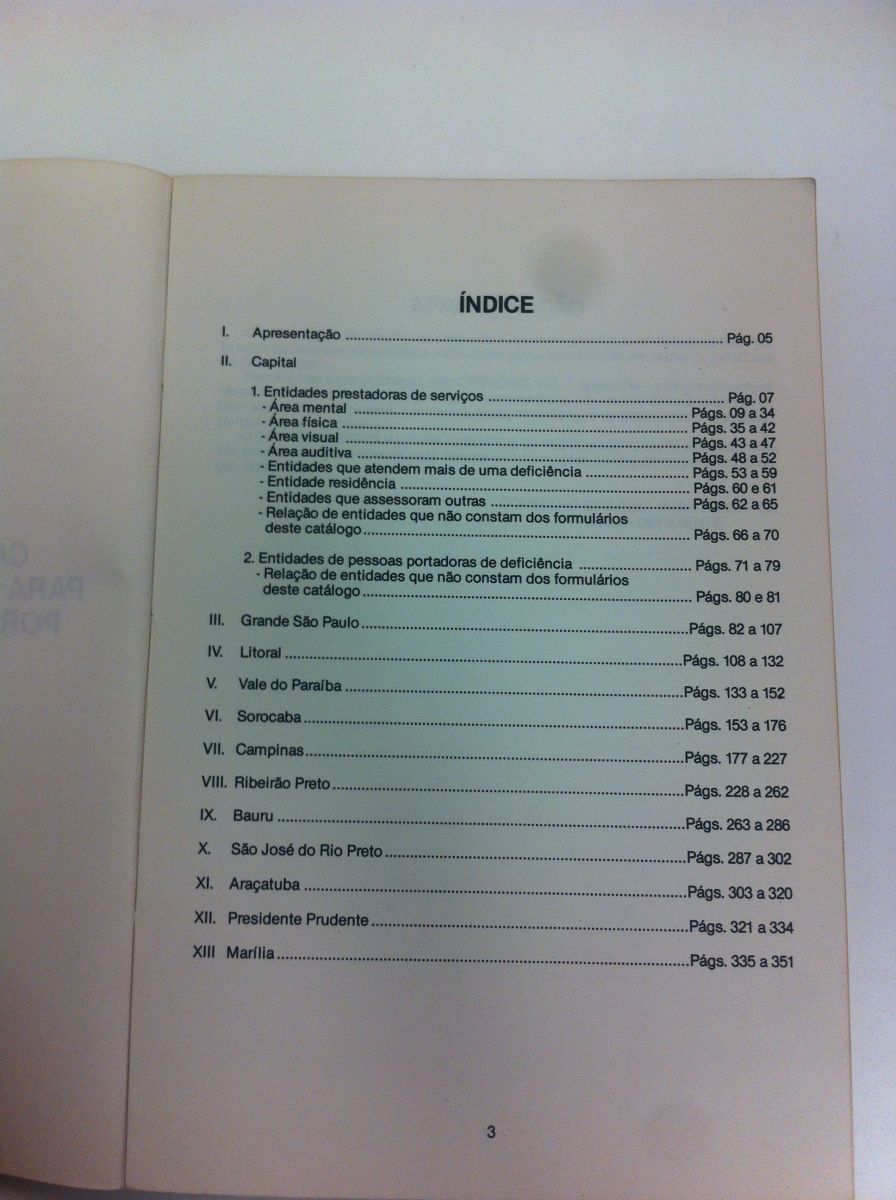 ÍNDICE
I. Apresentação ........ Pág. 05
II. Capital
1. Entidades prestadoras de serviços ........ Pág. 07
- Área mental ........ Págs. 09 a 34
- Área física ........ Págs. 35 a 42
- Área visual ........ Págs. 43 a 47
- Área auditiva ........ Págs. 48 a 52
- Entidades que atendem mais de uma deficiência ........ Págs. 53 a 59
- Entidade residência ........ Págs. 60 e 61
- Entidades que assessoram outras ........ Págs. 62 a 65
- Relação de entidades que não constam dos formulários
deste catálogo ........ Págs. 66 a 70
2. Entidades de pessoas portadoras de deficiência ........ Págs. 71 a 79
- Relação de entidades que não constam dos formulários
deste catálogo ........ Págs. 80 e 81
III. Grande São Paulo ........ Págs. 82 a 107
IV. Litoral ........ Págs. 108 a 132
V. Vale do Paraíba ........ Págs. 133 a 152
VI. Sorocaba ........ Págs. 153 a 176
VII. Campinas ........ Págs. 177 a 227
VIII. Ribeirão Preto ........ Págs. 228 a 262
IX. Bauru ........ Págs. 263 a 286
X. São José do Rio Preto ........ Págs. 287 a 302
XI. Araçatuba ........ Págs. 303 a 320
XII. Presidente Prudente ........ Págs. 321 a 334
XIII Marília ........ Págs. 335 a 351
3